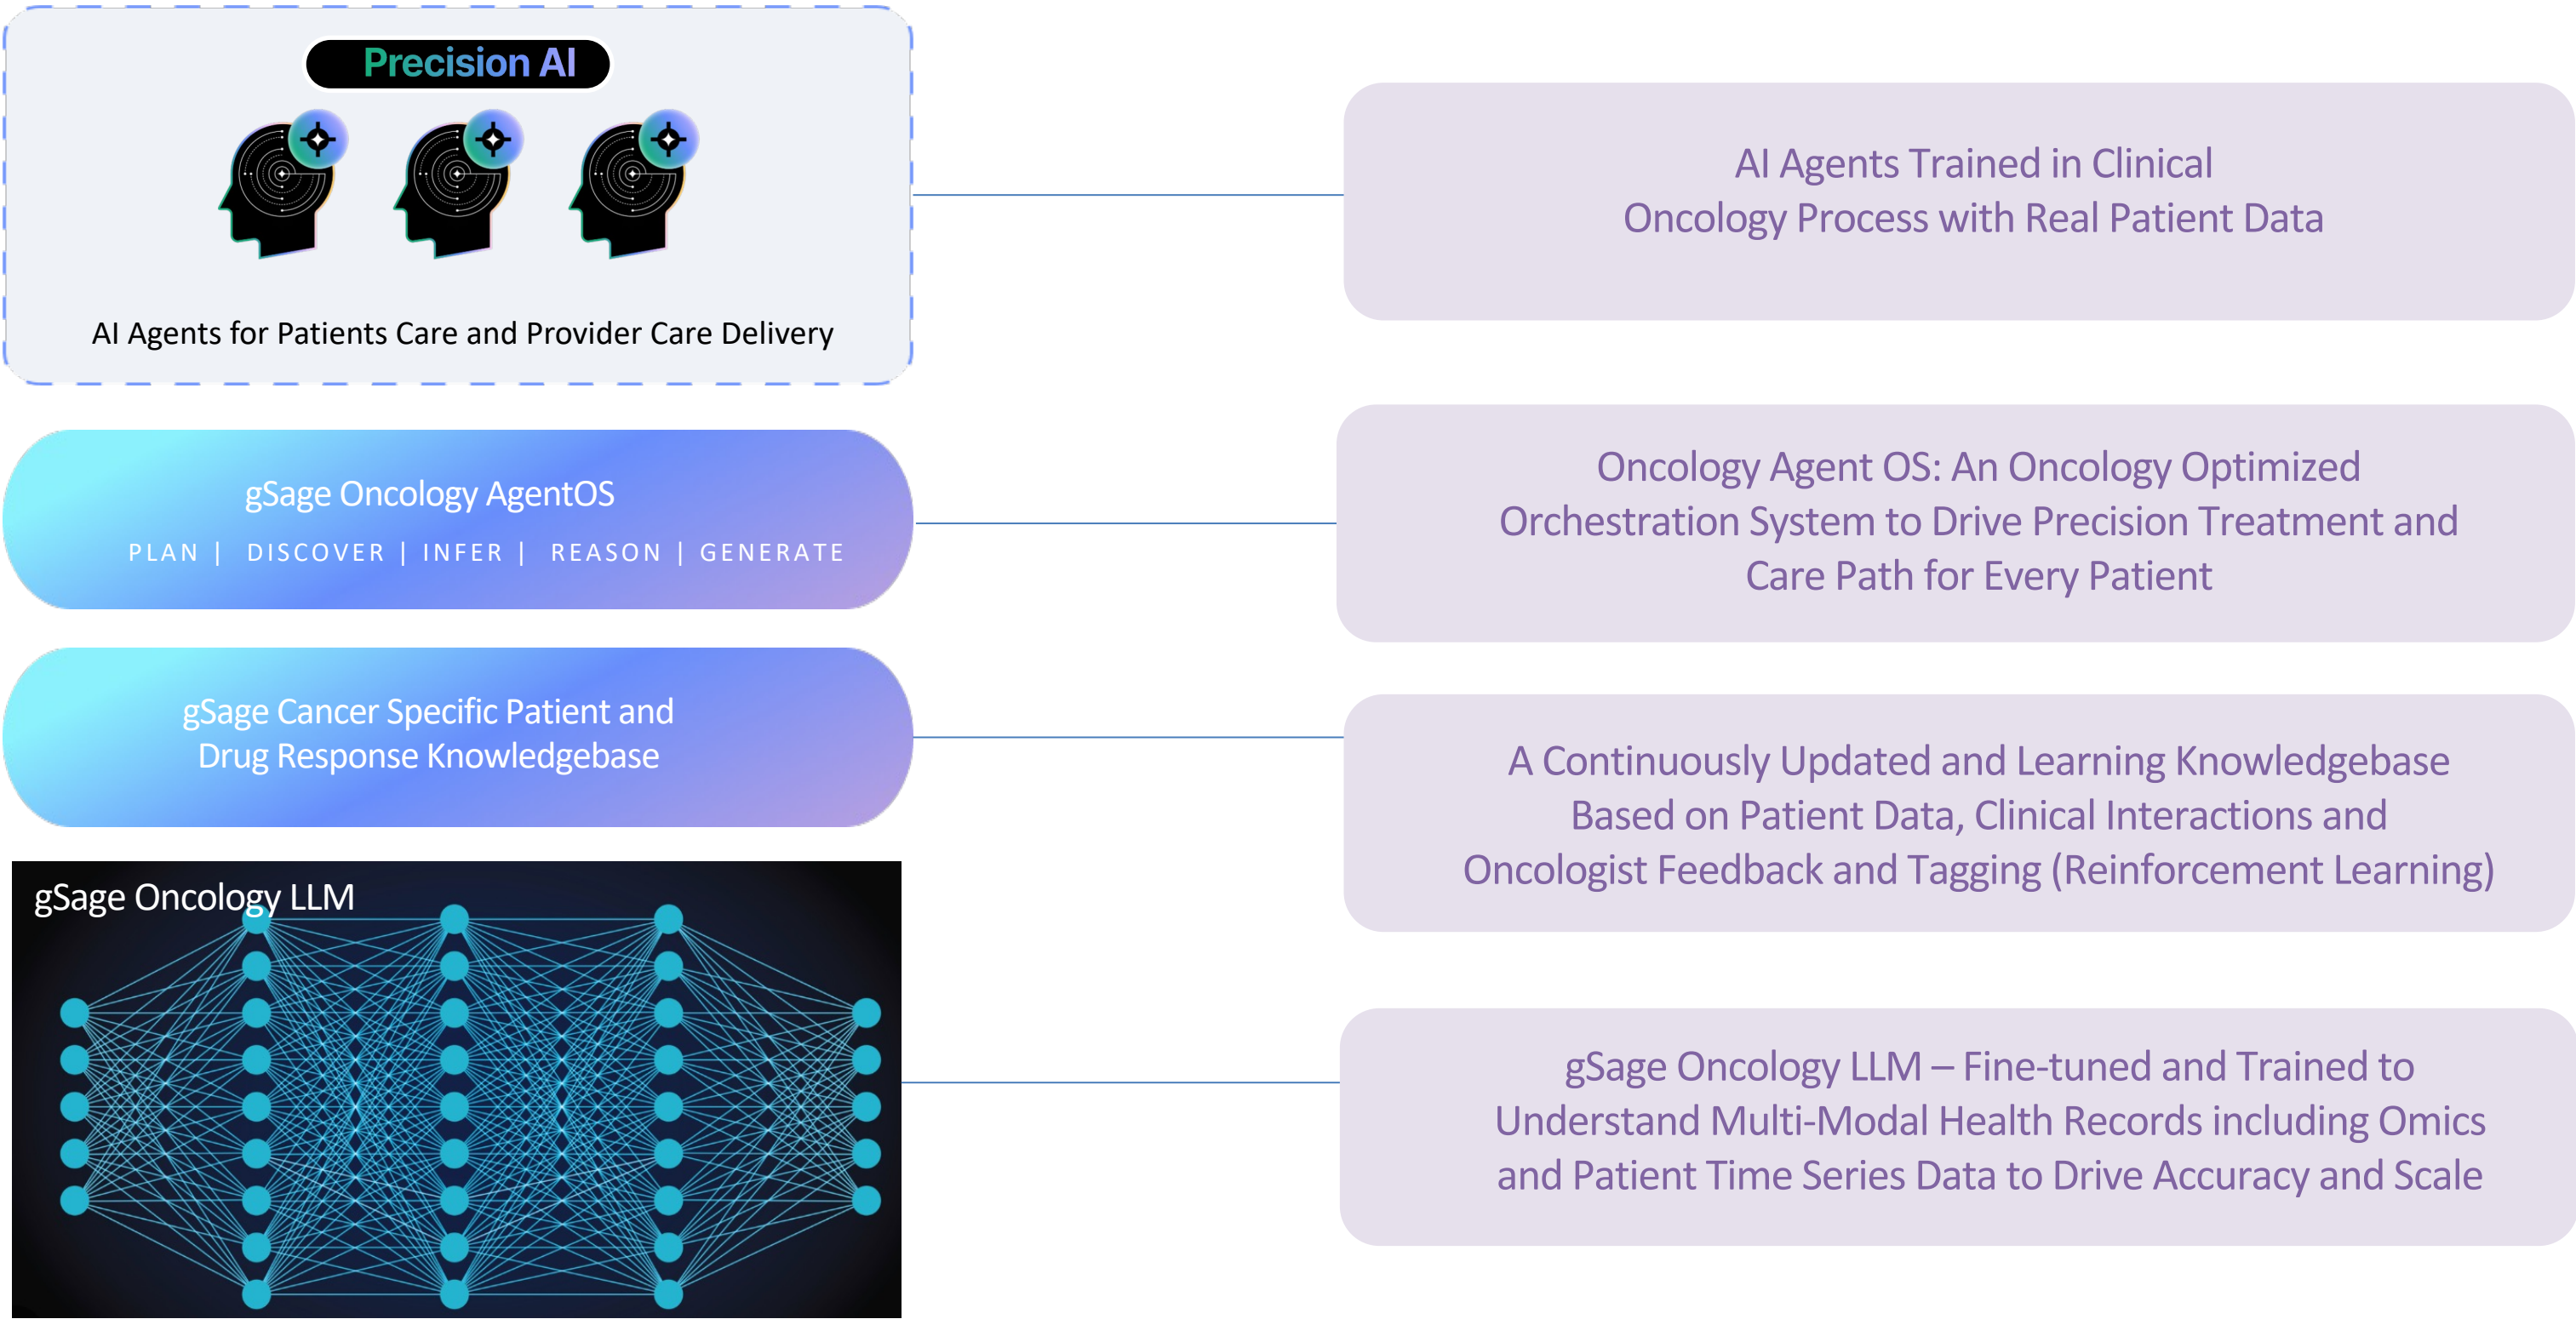 Precision AI
AI Agents for Patients Care and Provider Care Delivery
AI Agents Trained in Clinical
Oncology Process with Real Patient Data
gSage Oncology AgentOS
PLAN | DISCOVER | INFER | REASON | GENERATE
Oncology Agent OS: An Oncology Optimized
Orchestration System to Drive Precision Treatment and
Care Path for Every Patient
gSage Cancer Specific Patient and
Drug Response Knowledgebase
A Continuously Updated and Learning Knowledgebase
Based on Patient Data, Clinical Interactions and
Oncologist Feedback and Tagging (Reinforcement Learning)
gSage Oncology LLM
gSage Oncology LLM – Fine-tuned and Trained to
Understand Multi-Modal Health Records including Omics
and Patient Time Series Data to Drive Accuracy and Scale